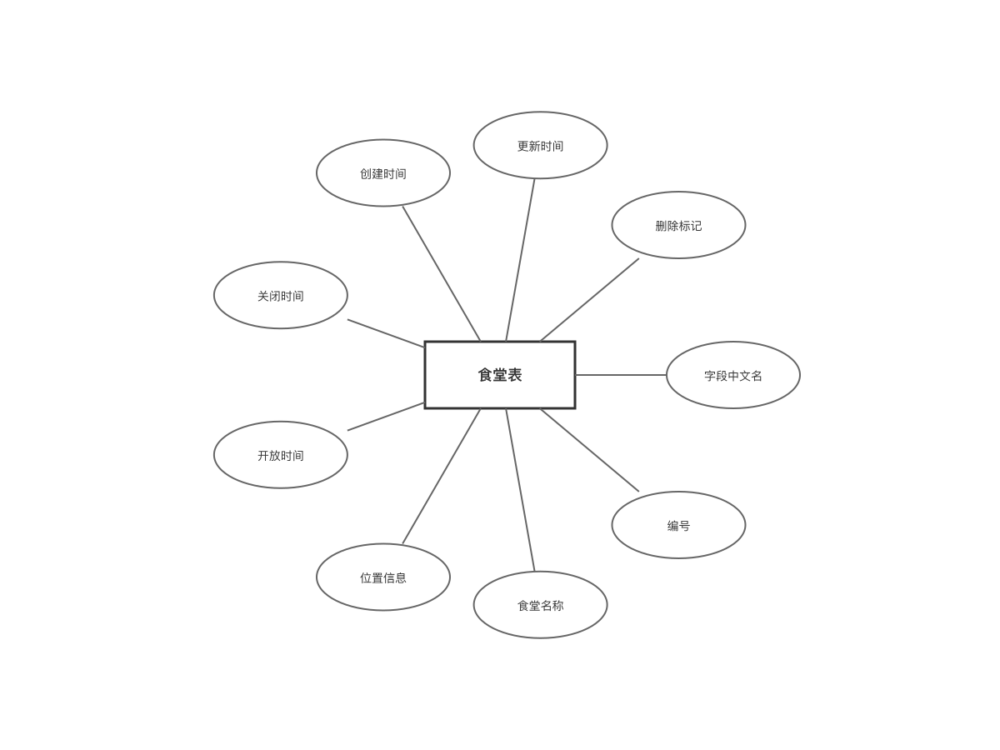 更新时间
创建时间
删除标记
关闭时间
食堂表
字段中文名
开放时间
编号
位置信息
食堂名称